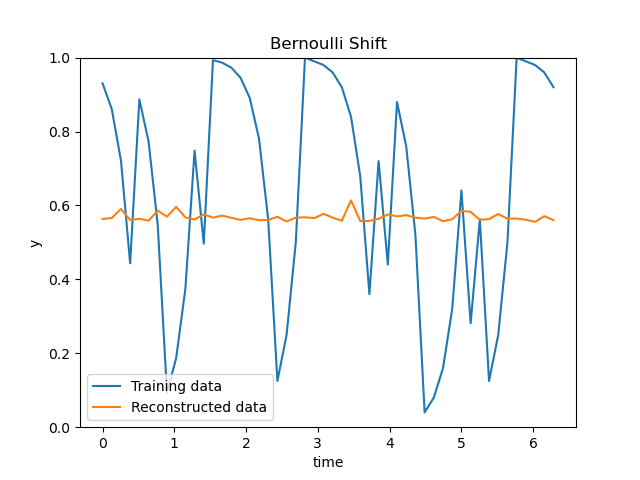 Bernoulli Shift
1.0
0.8
0.6
0.4
0.2
0.0
y
Training data
Reconstructed data
0 1 2 3 4 5 6
time